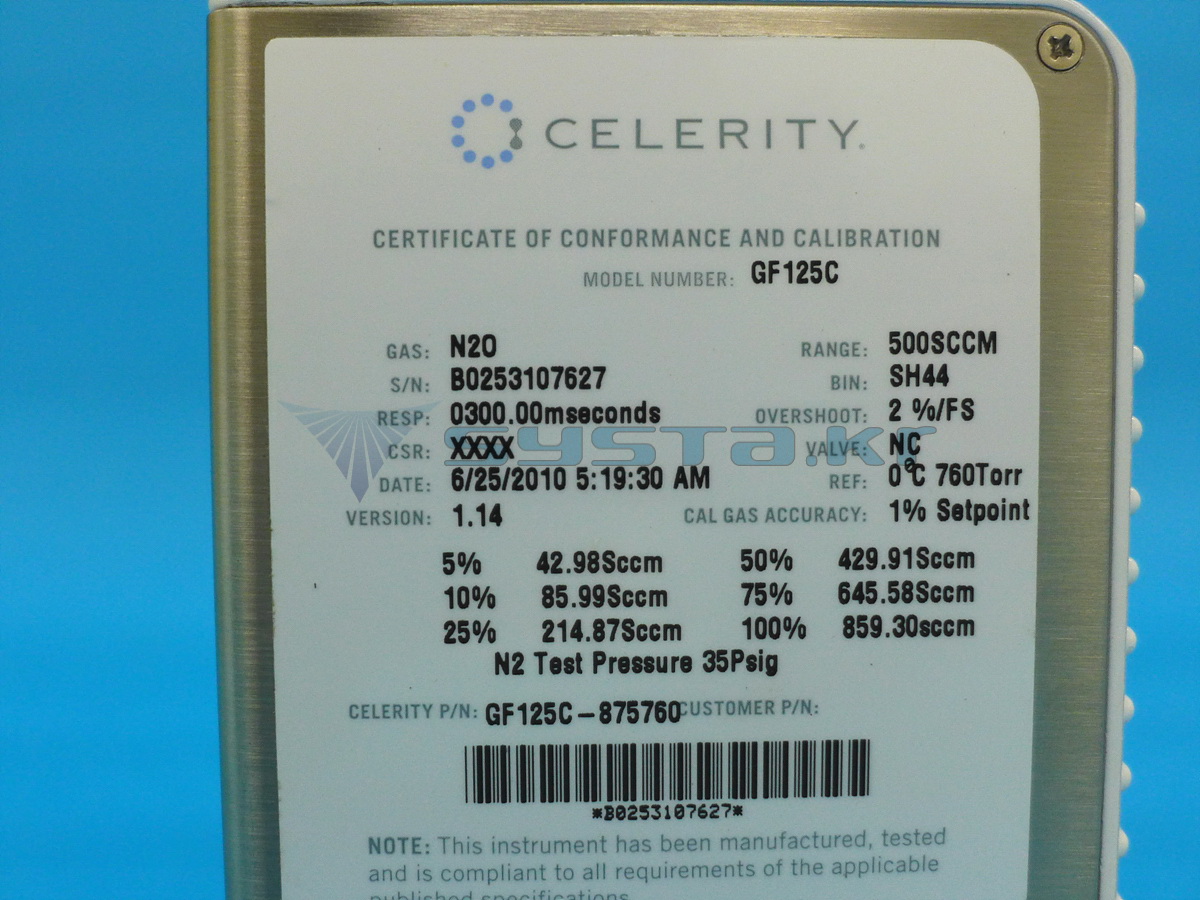 CELERITY.
CERTIFICATE OF CONFORMANCE AND CALIBRATION
MODEL NUMBER: GF125C
GAS: N2O RANGE: 500SCCM
S/N: B0253107627 BIN: SH44
RESP: 0300.00mseconds OVERSHOOT: 2 %/FS
systa.kr
CSR: XXXX VALVE: NC
DATE: 6/25/2010 5:19:30 AM REF: 0°C 760Torr
VERSION: 1.14 CAL GAS ACCURACY: 1% Setpoint
5% 42.98Sccm 50% 429.91Sccm
10% 85.99Sccm 75% 645.58Sccm
25% 214.87Sccm 100% 859.30sccm
N2 Test Pressure 35Psig
CELERITY P/N: GF125C-875760 CUSTOMER P/N:
*B0253107627*
NOTE: This instrument has been manufactured, tested
and is compliant to all requirements of the applicable
published specifications.